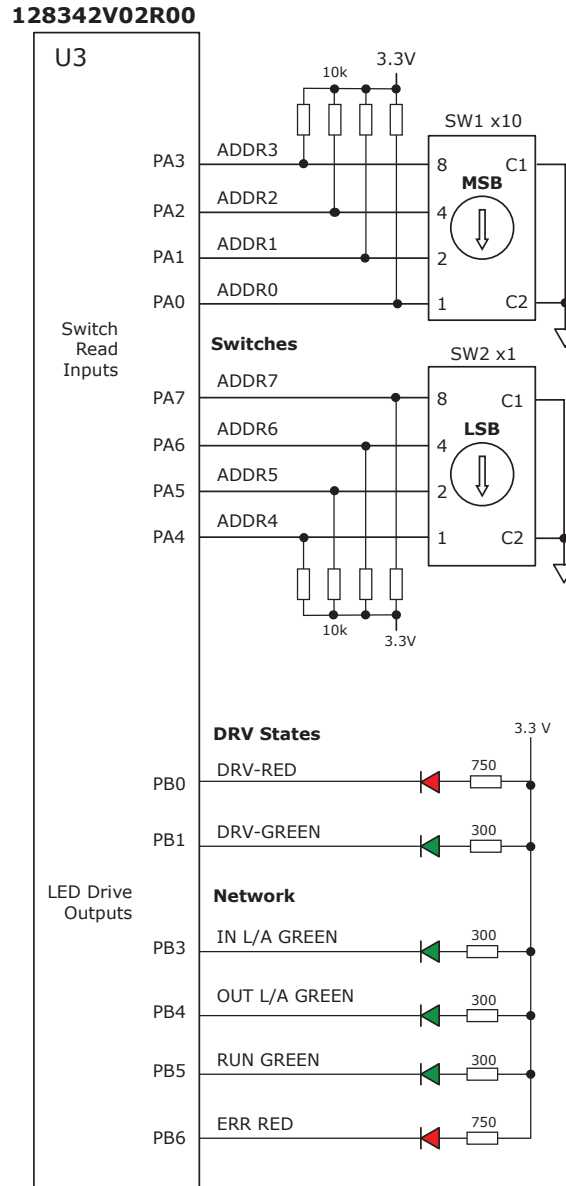 128342V02R00
U3
3.3V
10k
SW1 x10
PA3
ADDR3
8
C1
MSB
PA2
ADDR2
4
PA1
ADDR1
2
PA0
ADDR0
1
C2
Switch
Read
Inputs
Switches
SW2 x1
PA7
ADDR7
8
C1
PA6
ADDR6
4
LSB
PA5
ADDR5
2
PA4
ADDR4
1
C2
10k
3.3V
DRV States
3.3 V
PB0
DRV-RED
750
PB1
DRV-GREEN
300
LED Drive
Outputs
Network
PB3
IN L/A GREEN
300
PB4
OUT L/A GREEN
300
PB5
RUN GREEN
300
PB6
ERR RED
750